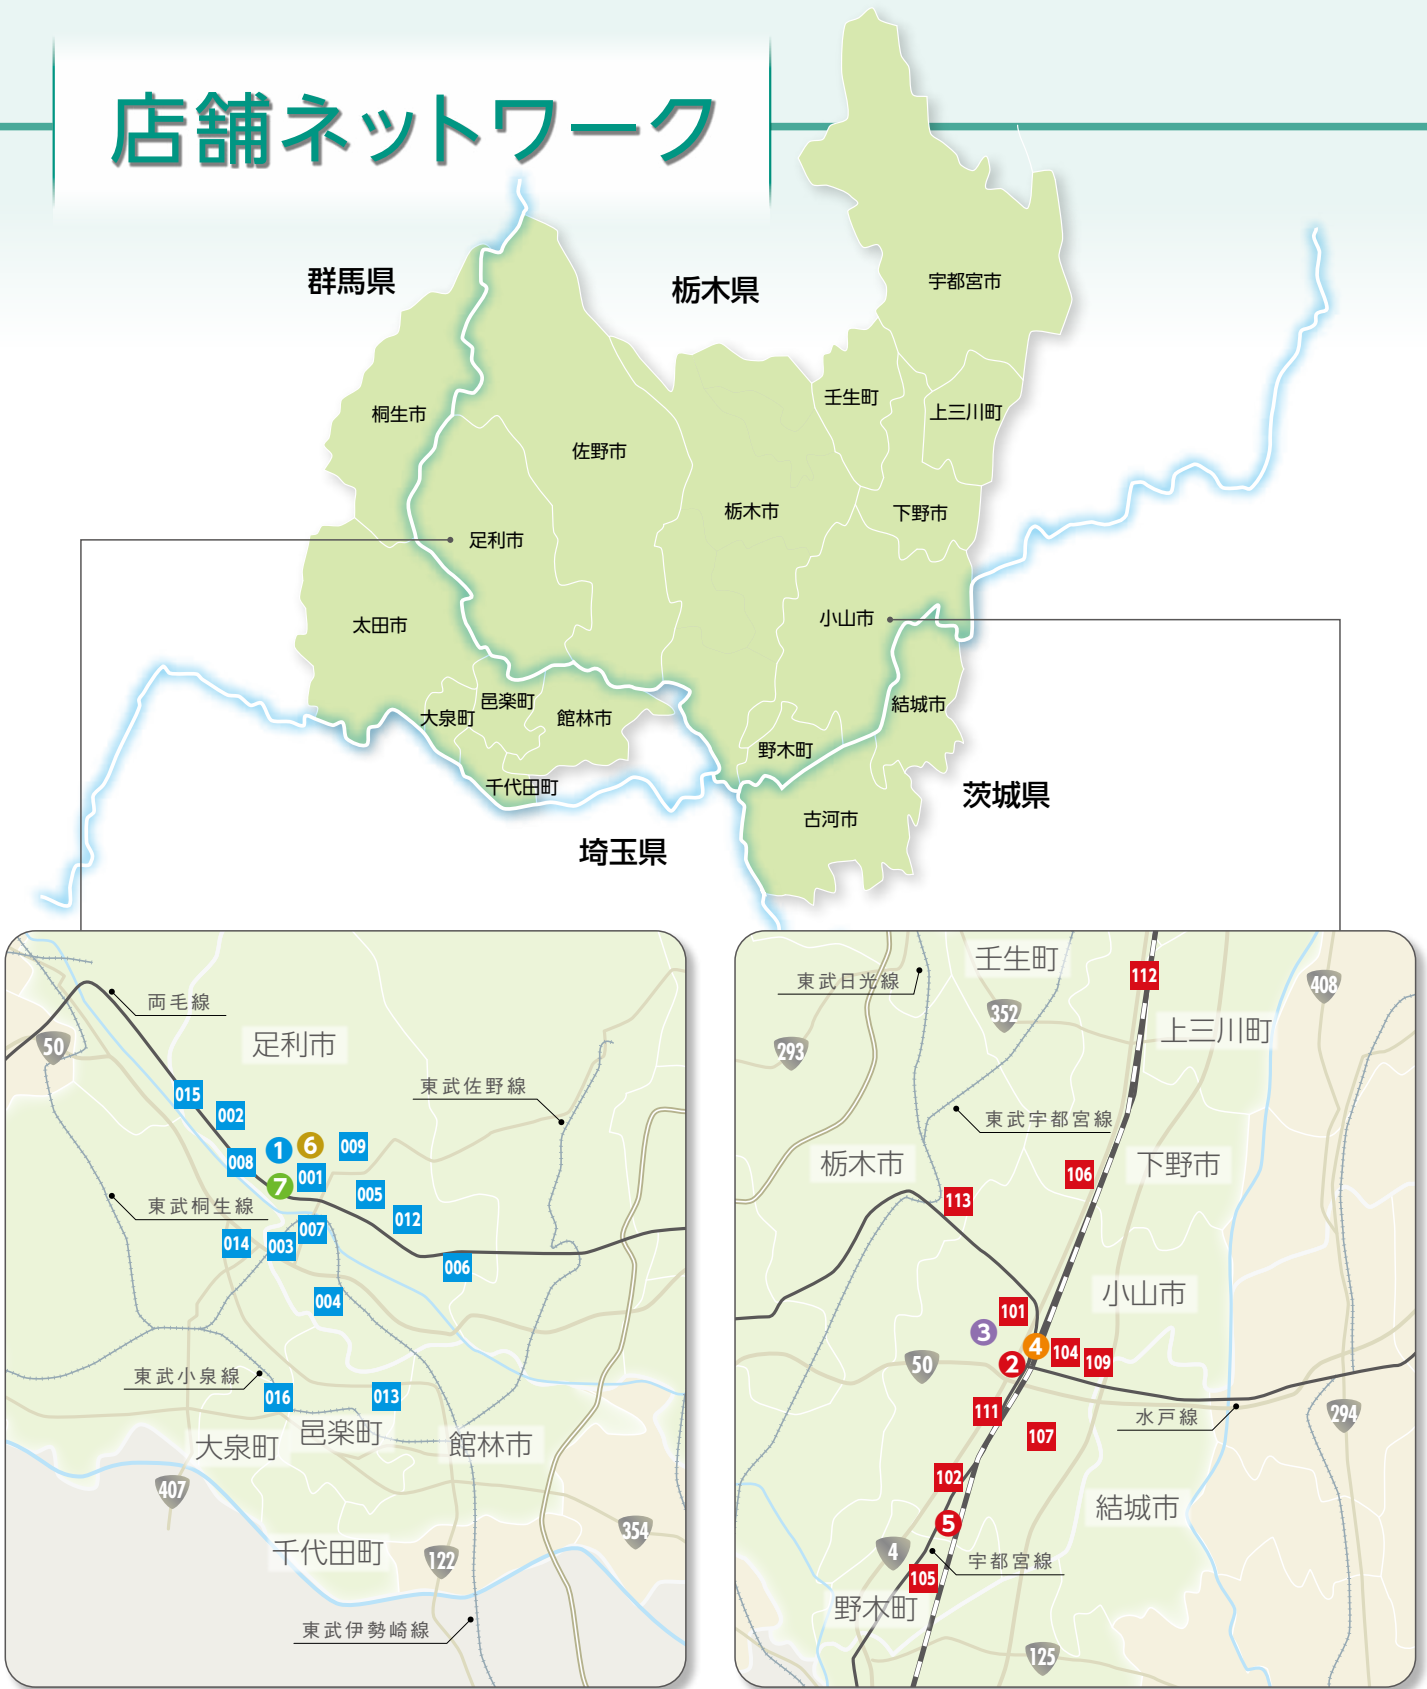 店舗ネットワーク
群馬県
栃木県
宇都宮市
壬生町
上三川町
桐生市
佐野市
栃木市
下野市
足利市
小山市
太田市
邑楽町
大泉町
館林市
結城市
野木町
千代田町
古河市
茨城県
埼玉県
両毛線
50
足利市
東武佐野線
015
002
1
6
009
008
001
7
005
東武桐生線
012
007
014
003
006
004
東武小泉線
016
013
大泉町
邑楽町
館林市
407
354
千代田町
122
東武伊勢崎線
壬生町
112
東武日光線
408
352
上三川町
293
東武宇都宮線
栃木市
下野市
106
113
小山市
101
3
4
2
104
109
50
111
水戸線
294
107
102
結城市
5
4
宇都宮線
105
野木町
125